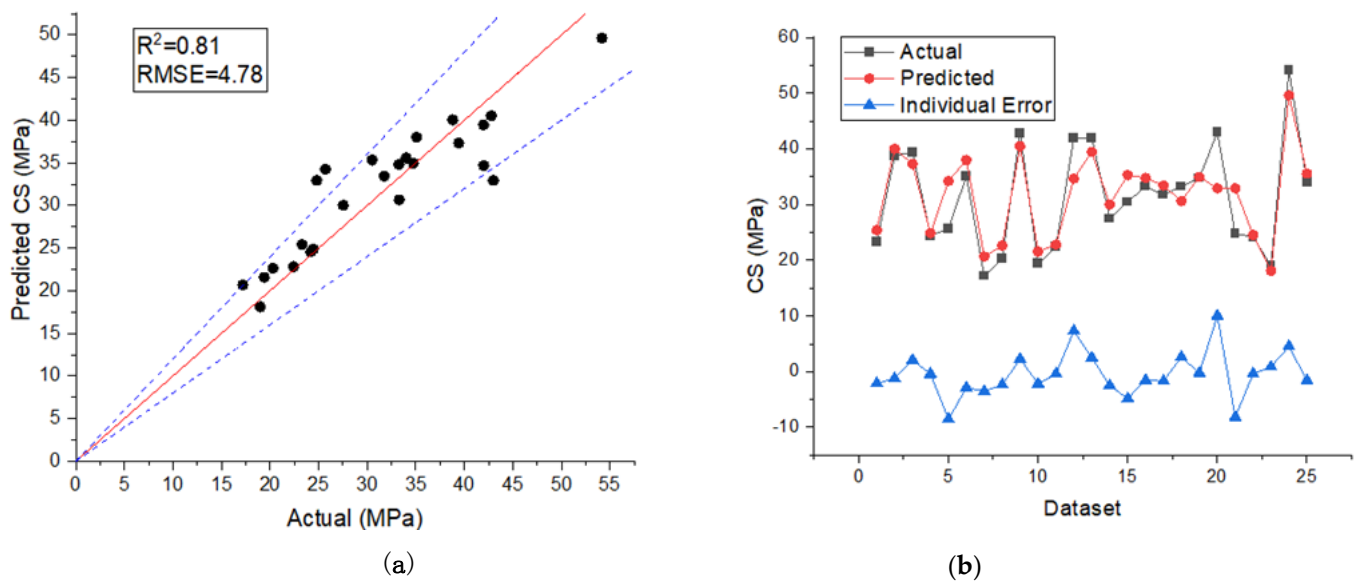 R²=0.81
RMSE=4.78
Predicted CS (MPa)
50
45
40
35
30
25
20
15
10
5
0
0 5 10 15 20 25 30 35 40 45 50 55
Actual (MPa)
(a)
Actual
Predicted
Individual Error
CS (MPa)
60
50
40
30
20
10
0
-10
0 5 10 15 20 25
Dataset
(b)